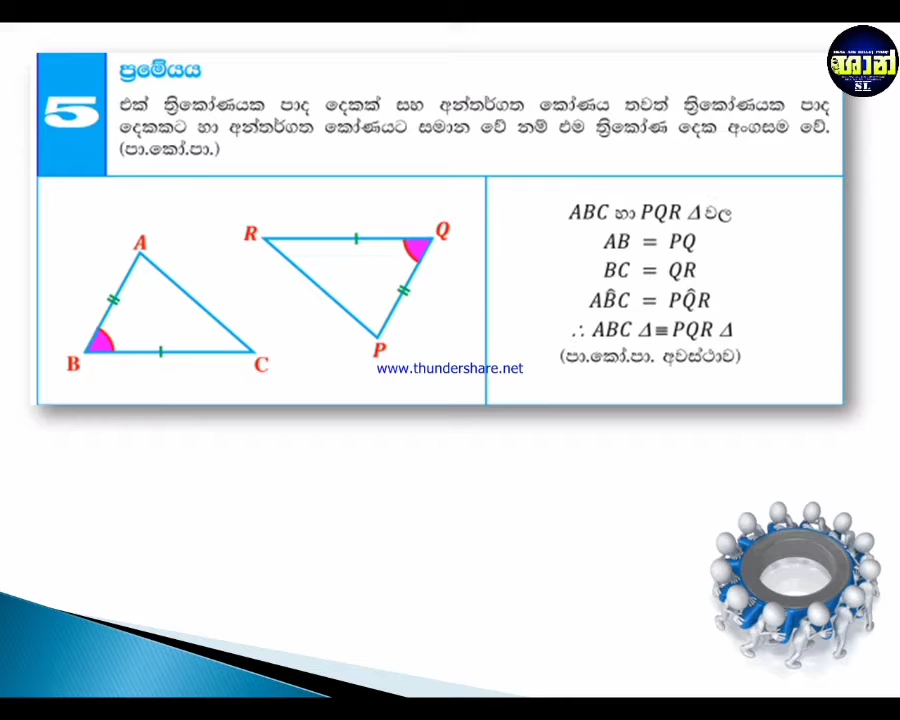 ප්‍රමේයය
5
එක් ත්‍රිකෝණයක පාද දෙකක් සහ අන්තර්ගත කෝණය තවත් ත්‍රිකෝණයක පාද
දෙකකට හා අන්තර්ගත කෝණයට සමාන වේ නම් එම ත්‍රිකෝණ දෙක අංගසම වේ.
(පා.කෝ.පා.)
A
B
C
R
Q
P
ABC හා PQR Δ වල
AB = PQ
BC = QR
AB̂C = PQ̂R
∴ ABC Δ ≡ PQR Δ
(පා.කෝ.පා. අවස්ථාව)
www.thundershare.net
ශාන්
SL